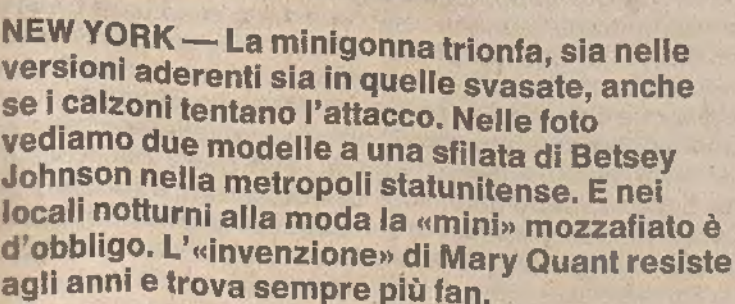 NEW YORK — La minigonna trionfa, sia nelle
versioni aderenti sia in quelle svasate, anche
se i calzoni tentano l'attacco. Nelle foto
vediamo due modelle a una sfilata di Betsey
Johnson nella metropoli statunitense. E nei
locali notturni alla moda la «mini» mozzafiato è
d'obbligo. L'«invenzione» di Mary Quant resiste
agli anni e trova sempre più fan.